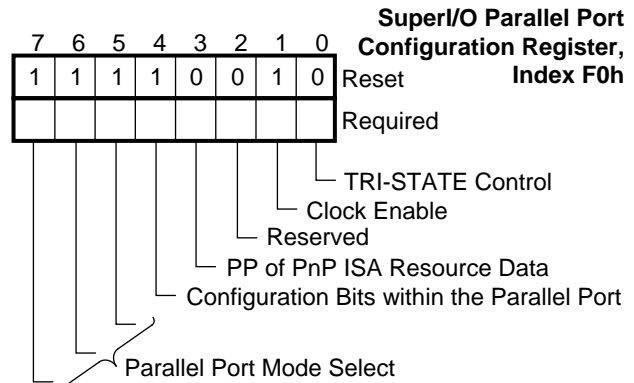 SuperI/O Parallel Port
Configuration Register,
Index F0h
7 6 5 4 3 2 1 0
1 1 1 1 0 0 1 0 Reset
Required
TRI-STATE Control
Clock Enable
Reserved
PP of PnP ISA Resource Data
Configuration Bits within the Parallel Port
Parallel Port Mode Select